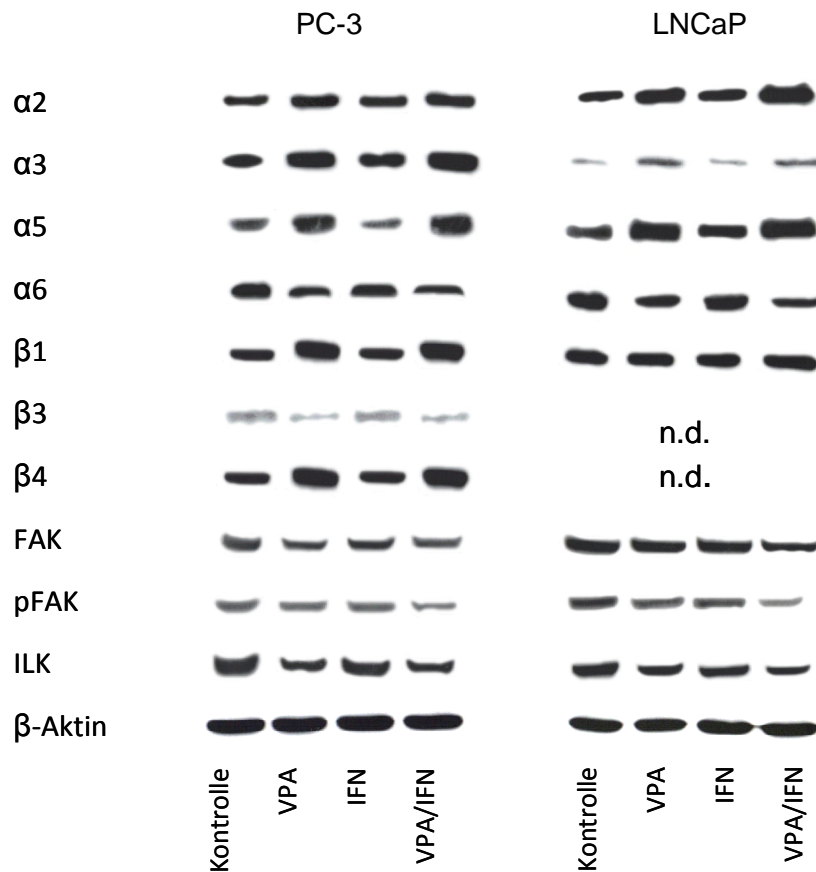 PC-3 LNCaP
α2
α3
α5
α6
β1
β3
n.d.
β4 n.d.
FAK
pFAK
ILK
β-Aktin
Kontrolle VPA IFN VPA/IFN Kontrolle VPA IFN VPA/IFN